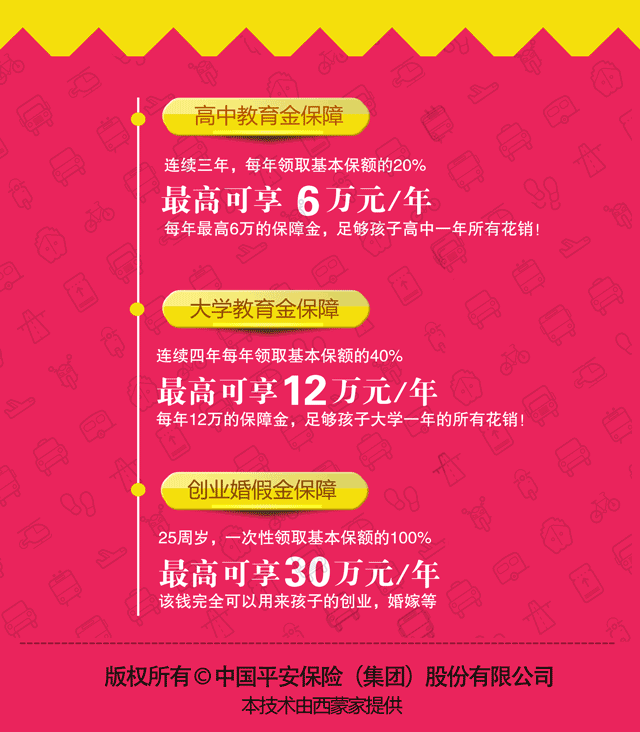 高中教育金保障
连续三年，每年领取基本保额的20%
最高可享 6万元/年
每年最高6万的保障金，足够孩子高中一年所有花销！
大学教育金保障
连续四年每年领取基本保额的40%
最高可享12万元/年
每年12万的保障金，足够孩子大学一年的所有花销！
创业婚假金保障
25周岁，一次性领取基本保额的100%
最高可享30万元/年
该钱完全可以用来孩子的创业，婚嫁等
版权所有©中国平安保险（集团）股份有限公司
本技术由西蒙家提供